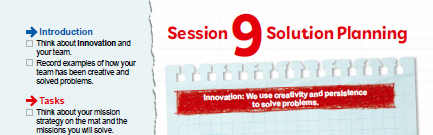 Introduction
Think about Innovation and
your team.
Record examples of how your
team has been creative and
solved problems.
Tasks
Think about your mission
strategy on the mat and the
missions you will solve.
Session 9 Solution Planning
Innovation: We use creativity and persistence
to solve problems.